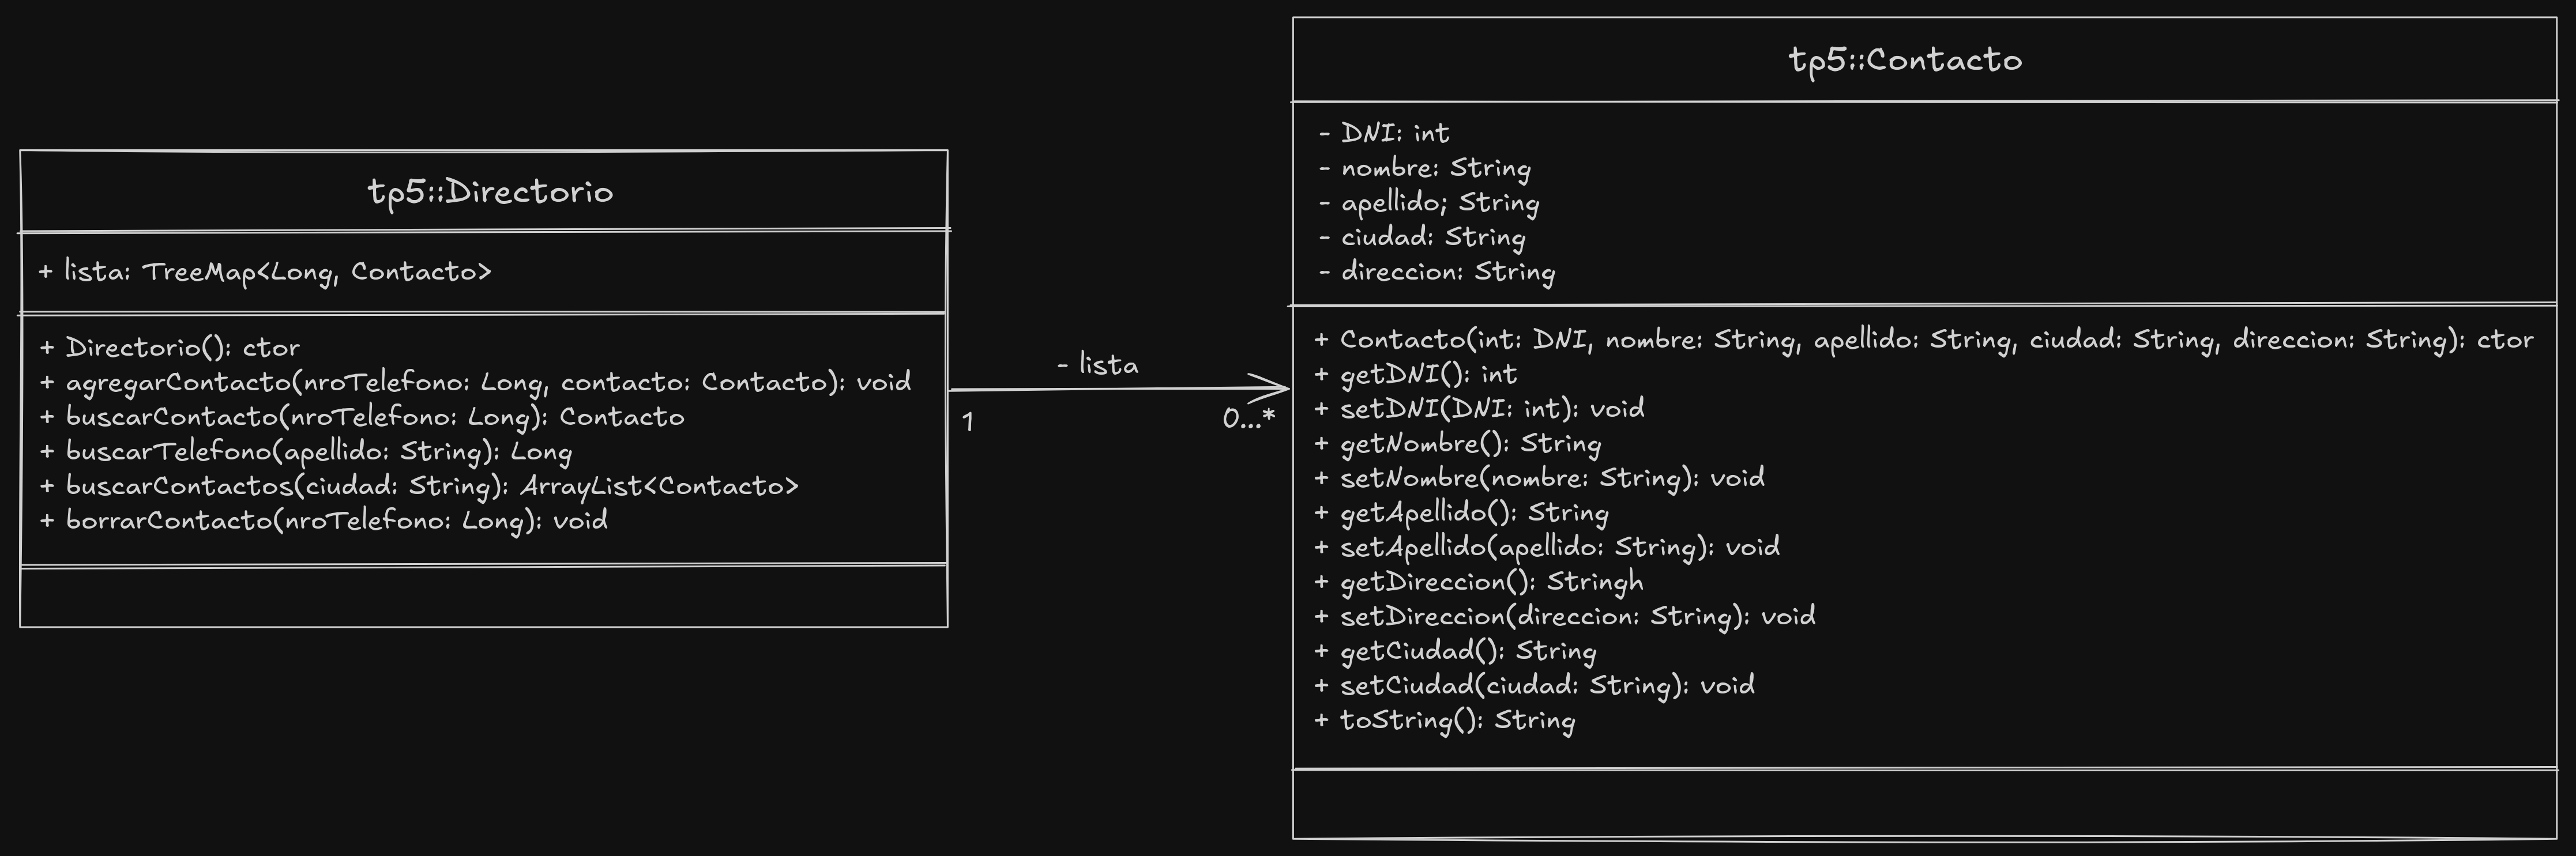 tp5::Directorio
+ lista: TreeMap<Long, Contacto>
+ Directorio(): ctor
+ agregarContacto(nroTelefono: Long, contacto: Contacto): void
+ buscarContacto(nroTelefono: Long): Contacto
+ buscarTelefono(apellido: String): Long
+ buscarContactos(ciudad: String): ArrayList<Contacto>
+ borrarContacto(nroTelefono: Long): void
- lista
1
0...*
tp5::Contacto
- DNI: int
- nombre: String
- apellido; String
- ciudad: String
- direccion: String
+ Contacto(int: DNI, nombre: String, apellido: String, ciudad: String, direccion: String): ctor
+ getDNI(): int
+ setDNI(DNI: int): void
+ getNombre(): String
+ setNombre(nombre: String): void
+ getApellido(): String
+ setApellido(apellido: String): void
+ getDireccion(): Stringh
+ setDireccion(direccion: String): void
+ getCiudad(): String
+ setCiudad(ciudad: String): void
+ toString(): String